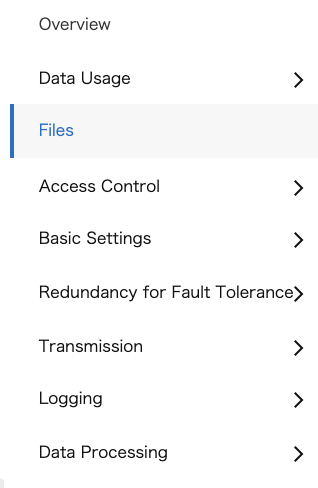 Overview
Data Usage
Files
Access Control
Basic Settings
Redundancy for Fault Tolerance
Transmission
Logging
Data Processing